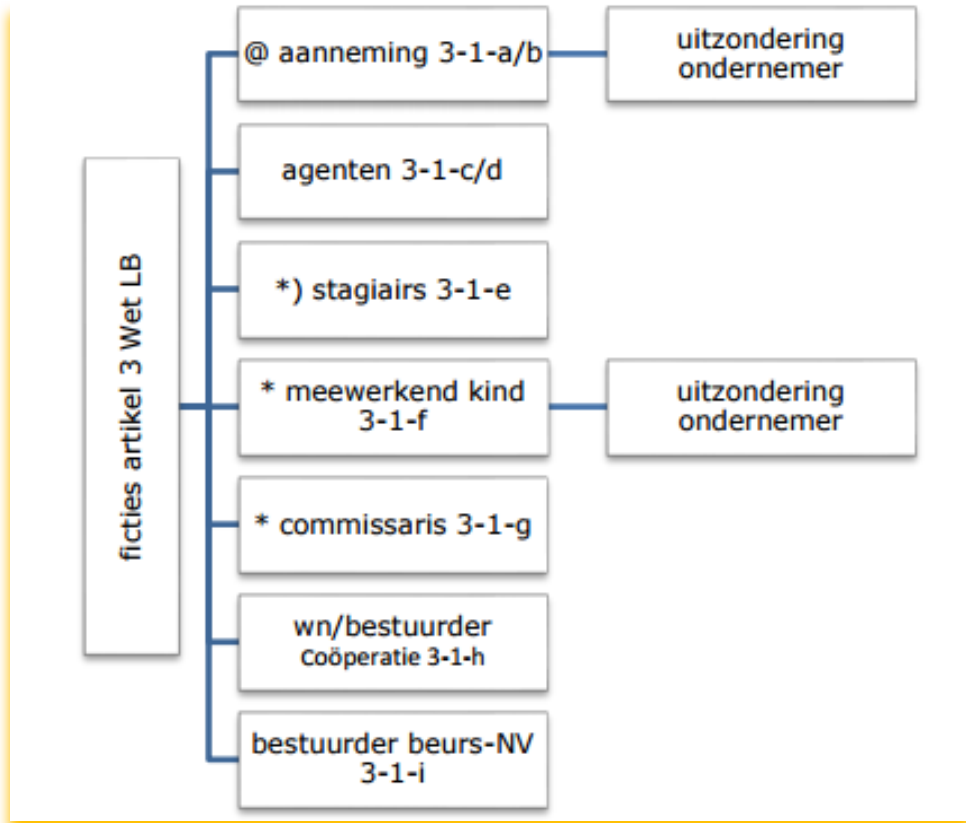 ficties artikel 3 Wet LB
@ aanneming 3-1-a/b
uitzondering
ondernemer
agenten 3-1-c/d
*) stagiairs 3-1-e
* meewerkend kind
3-1-f
uitzondering
ondernemer
* commissaris 3-1-g
wn/bestuurder
Coöperatie 3-1-h
bestuurder beurs-NV
3-1-i